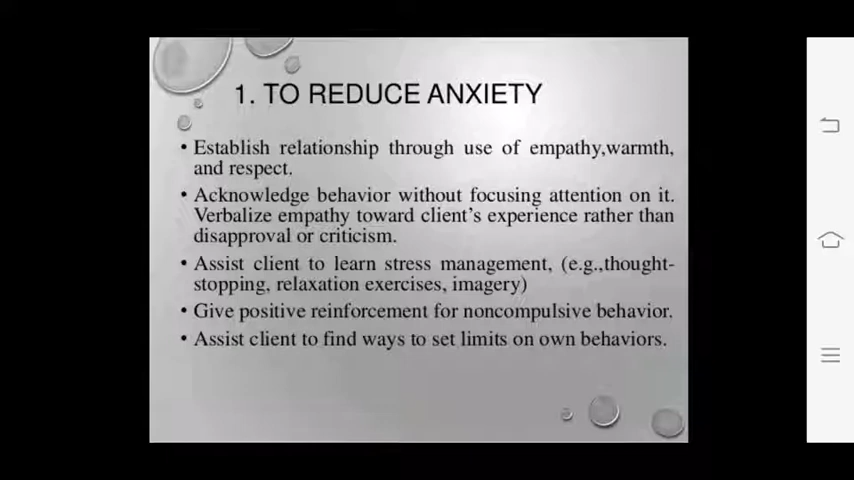 1. TO REDUCE ANXIETY
• Establish relationship through use of empathy,warmth,
and respect.
• Acknowledge behavior without focusing attention on it.
Verbalize empathy toward client's experience rather than
disapproval or criticism.
• Assist client to learn stress management, (e.g.,thought-
stopping, relaxation exercises, imagery)
• Give positive reinforcement for noncompulsive behavior.
• Assist client to find ways to set limits on own behaviors.